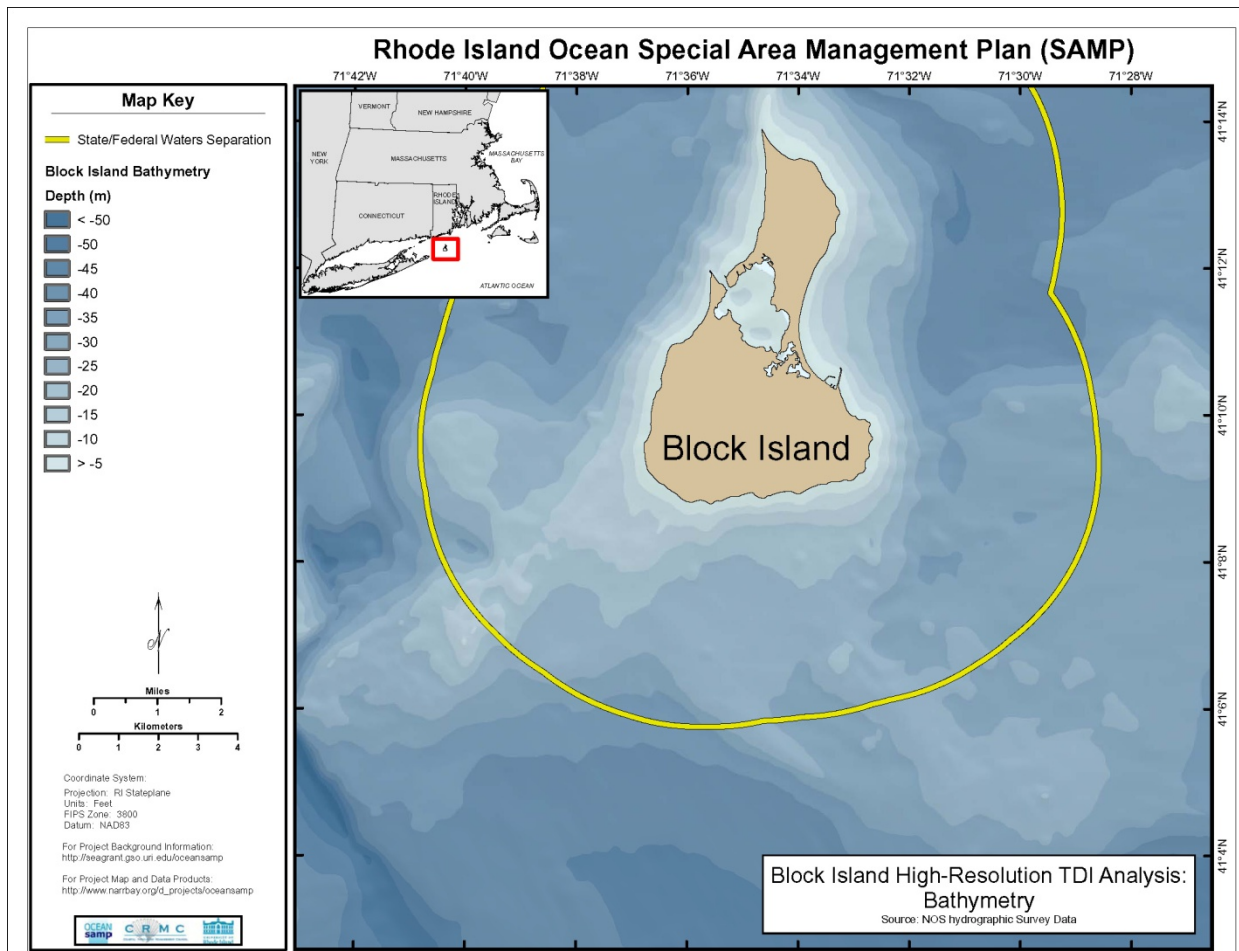 Rhode Island Ocean Special Area Management Plan (SAMP)
71°42'W
71°40'W
71°38'W
71°36'W
71°34'W
71°32'W
71°30'W
71°28'W
Map Key
State/Federal Waters Separation
Block Island Bathymetry
Depth (m)
< -50
-50
-45
-40
-35
-30
-25
-20
-15
-10
> -5
N
Miles
0 1 2
Kilometers
0 1 2 3 4
Coordinate System:
Projection: RI Stateplane
Units: Feet
FIPS Zone: 3800
Datum: NAD83
For Project Background Information:
http://seagrant.gso.uri.edu/oceansamp
For Project Map and Data Products:
http://www.narrbay.org/d_projects/oceansamp
OCEAN
samp
CRMC
VERMONT
NEW HAMPSHIRE
NEW
YORK
MASSACHUSETTS
MASSACHUSETTS
BAY
CONNECTICUT
RHODE
ISLAND
ATLANTIC OCEAN
Block Island
41°14'N
41°12'N
41°10'N
41°8'N
41°6'N
41°4'N
Block Island High-Resolution TDI Analysis:
Bathymetry
Source: NOS hydrographic Survey Data